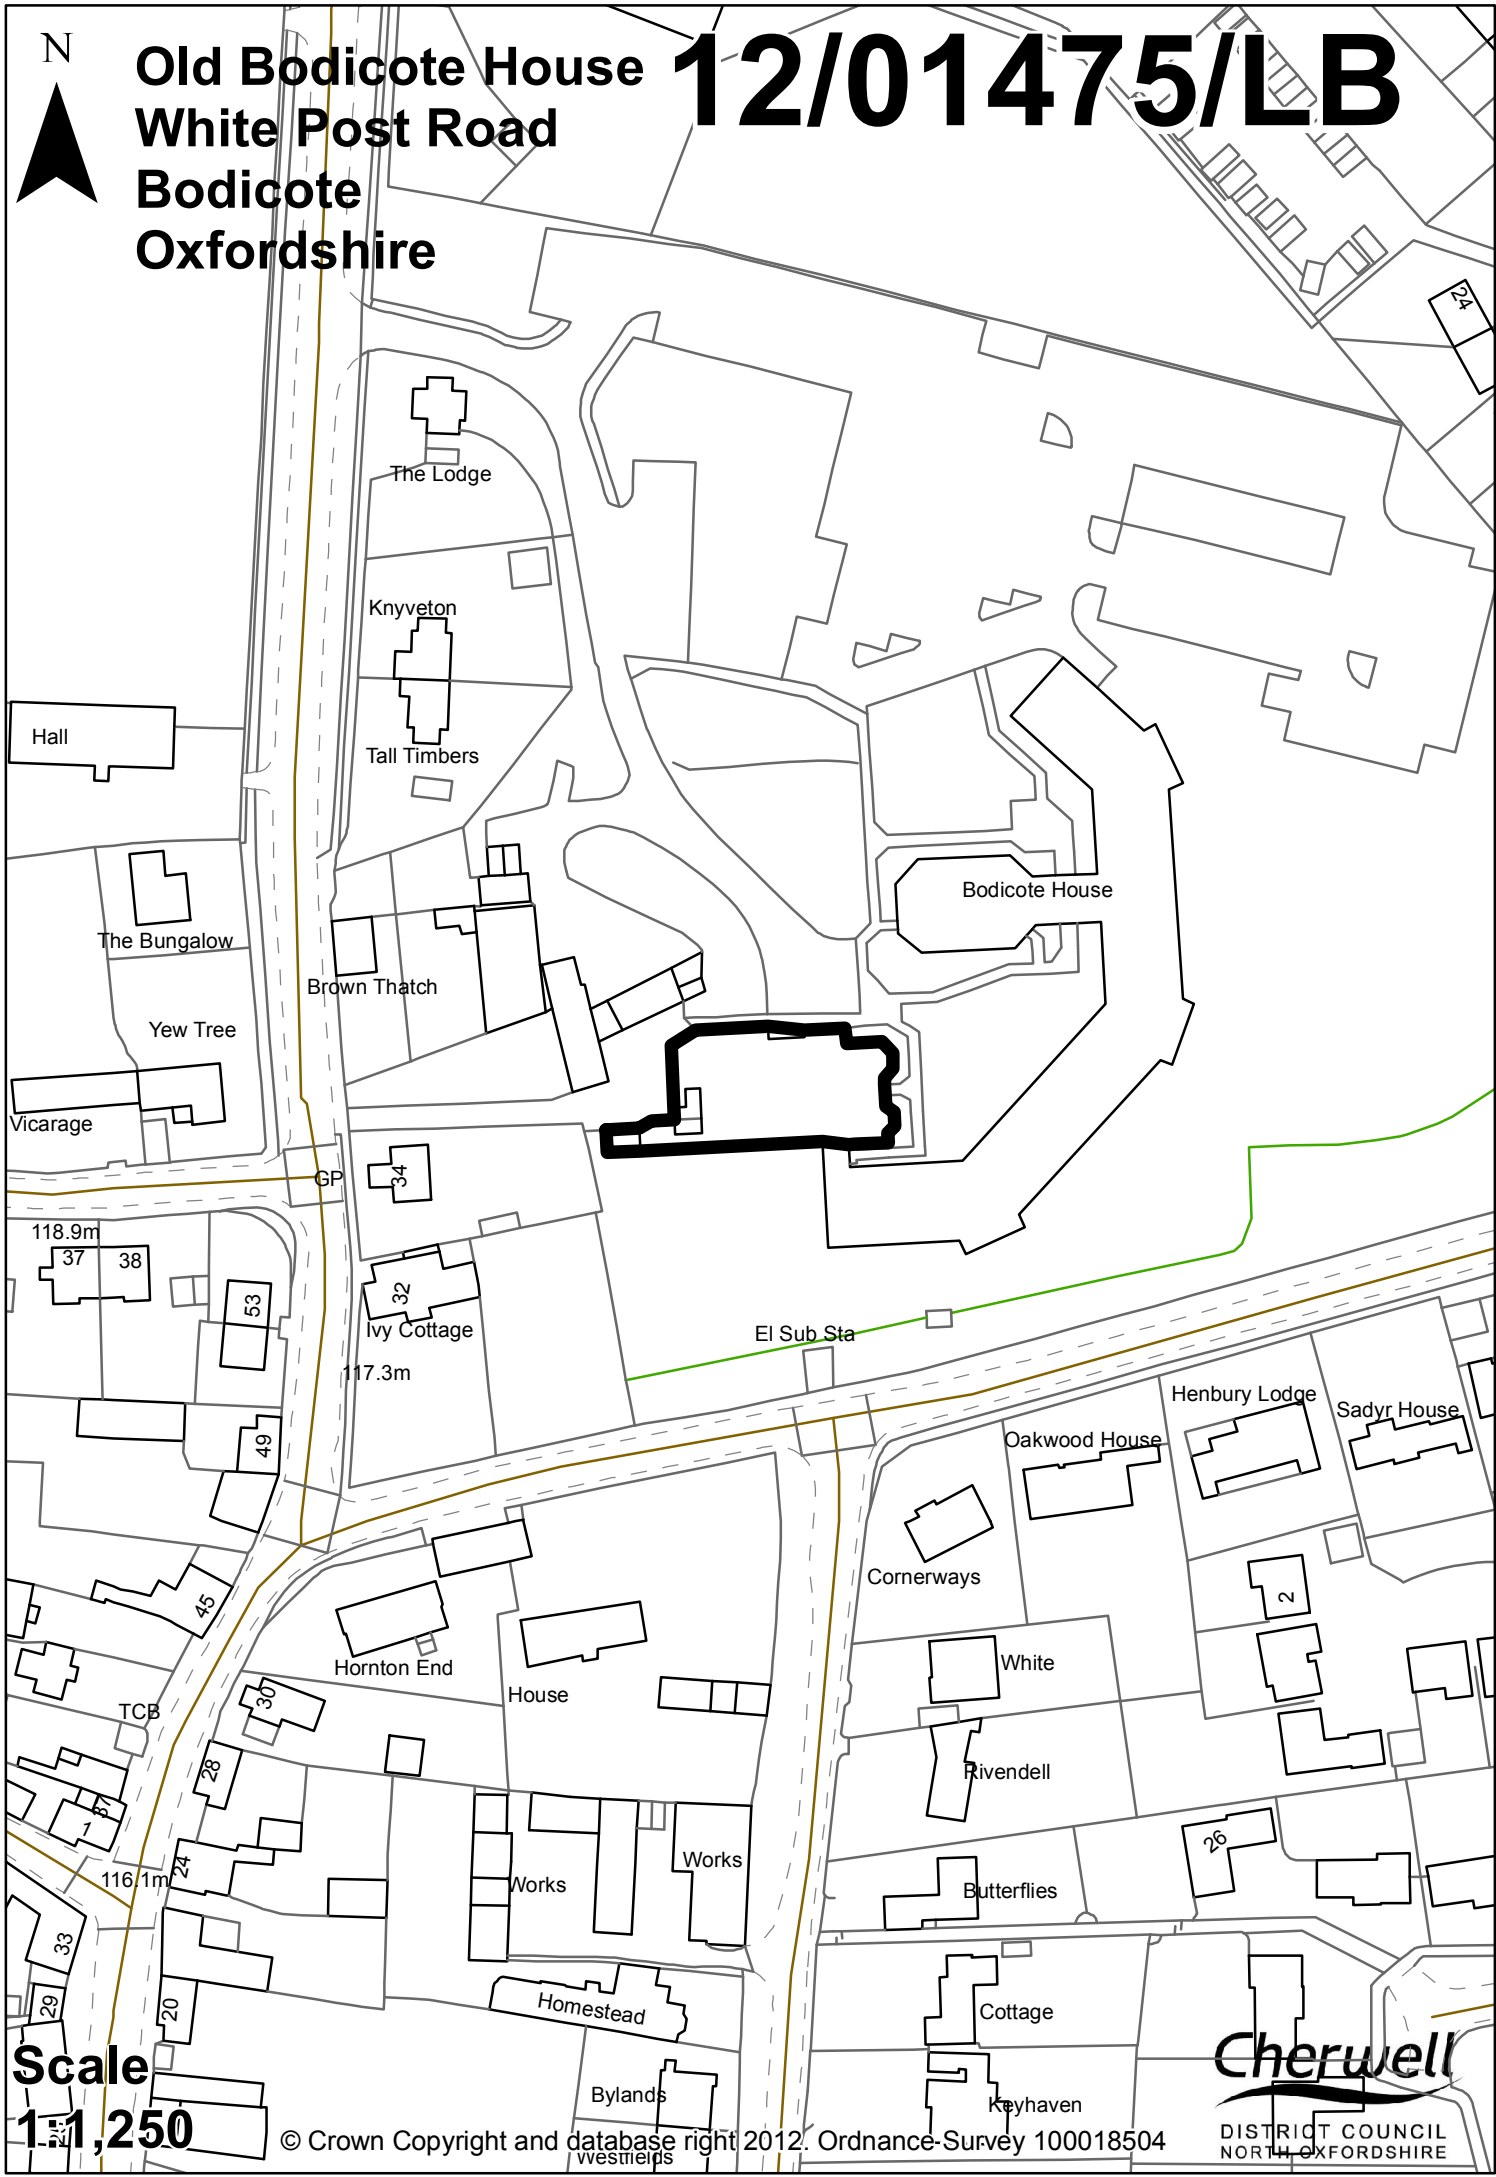 N
Old Bodicote House
White Post Road
Bodicote
Oxfordshire
12/01475/LB
24
The Lodge
Knyveton
Hall
Tall Timbers
Bodicote House
The Bungalow
Brown Thatch
Yew Tree
Vicarage
GP
34
118.9m
37
38
53
32
Ivy Cottage
El Sub Sta
117.3m
Henbury Lodge
Sadyr House
49
Oakwood House
Cornerways
45
2
Hornton End
White
House
30
TCB
28
Rivendell
37
1
26
24
116.1m
Works
Works
Butterflies
33
29
20
Homestead
Cottage
Scale
1:1,250
Bylands
Keyhaven
Westfields
© Crown Copyright and database right 2012. Ordnance Survey 100018504
Cherwell
DISTRICT COUNCIL
NORTH OXFORDSHIRE